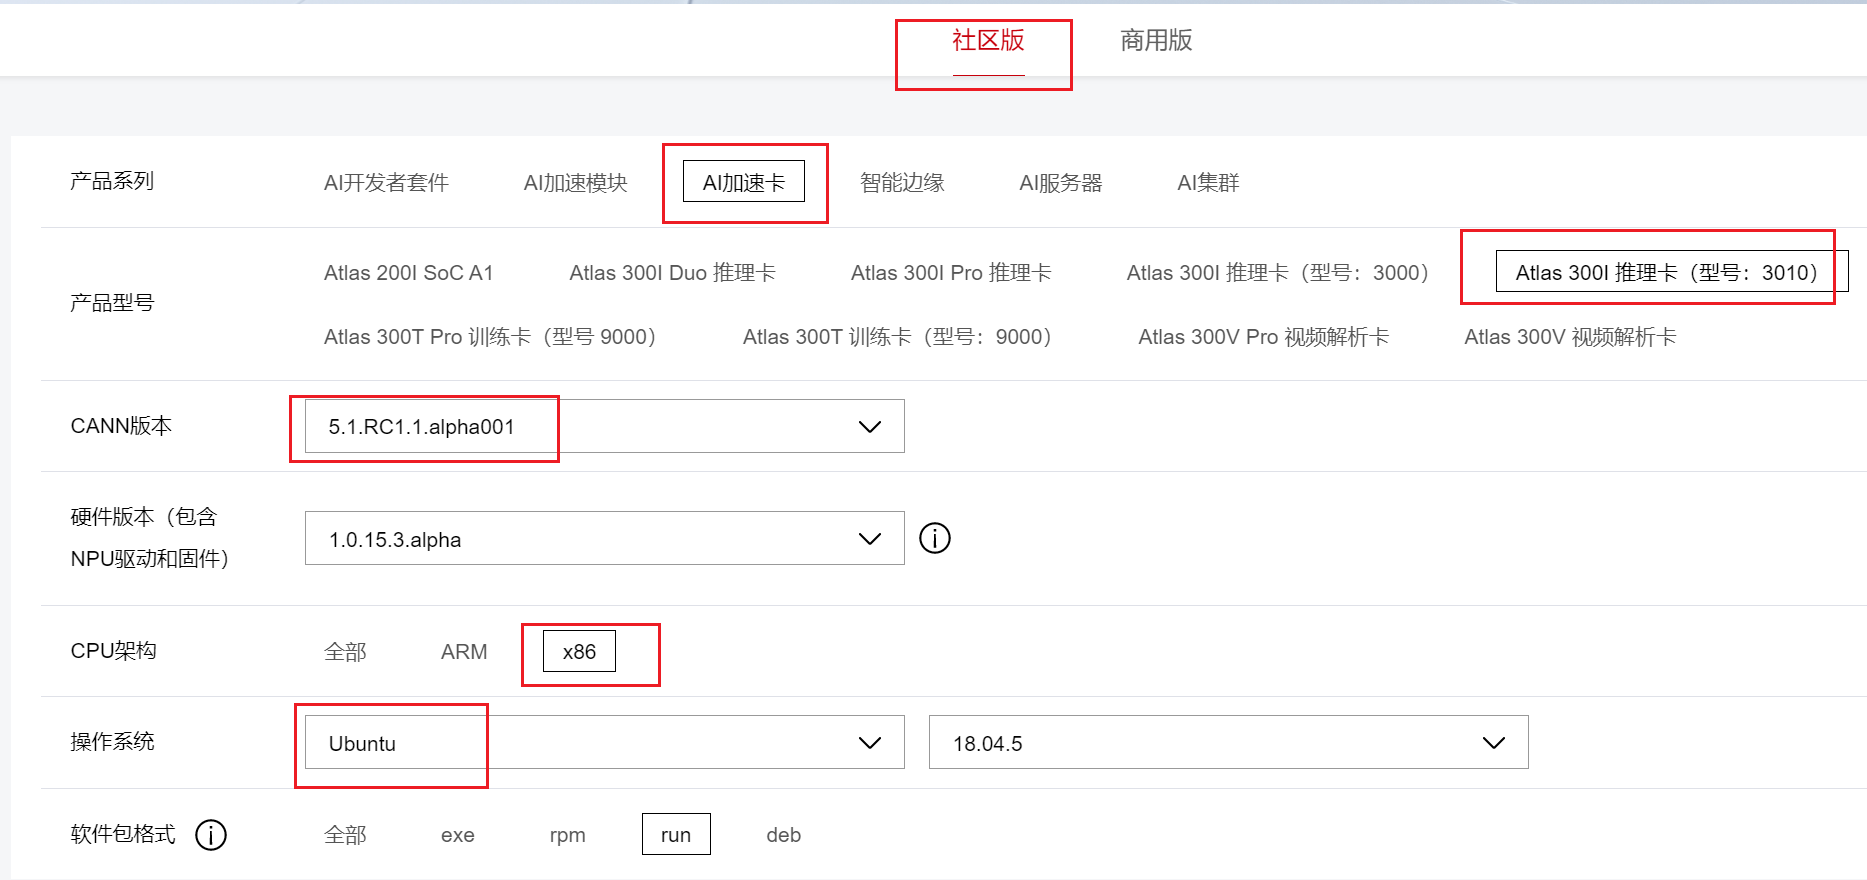 社区版 商用版
产品系列 AI开发者套件 AI加速模块 AI加速卡 智能边缘 AI服务器 AI集群
产品型号
Atlas 200I SoC A1 Atlas 300I Duo 推理卡 Atlas 300I Pro 推理卡 Atlas 300I 推理卡（型号：3000） Atlas 300I 推理卡（型号：3010）
Atlas 300T Pro 训练卡（型号 9000） Atlas 300T 训练卡（型号：9000） Atlas 300V Pro 视频解析卡 Atlas 300V 视频解析卡
CANN版本 5.1.RC1.1.alpha001
硬件版本（包含
NPU驱动和固件） 1.0.15.3.alpha
CPU架构 全部 ARM x86
操作系统 Ubuntu 18.04.5
软件包格式 全部 exe rpm run deb